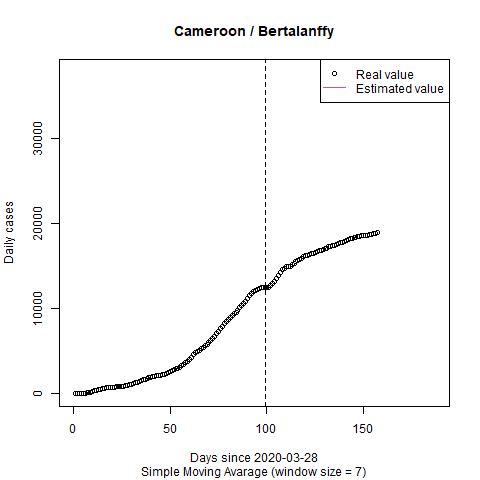 Cameroon / Bertalanffy
Real value
Estimated value
Daily cases
30000
20000
10000
0
0 50 100 150
Days since 2020-03-28
Simple Moving Avarage (window size = 7)